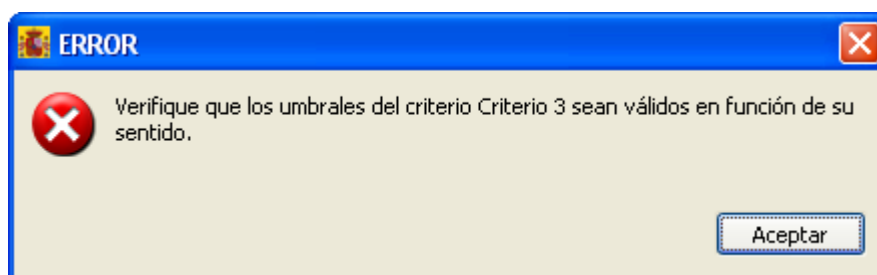 ERROR
Verifique que los umbrales del criterio Criterio 3 sean válidos en función de su
sentido.
Aceptar